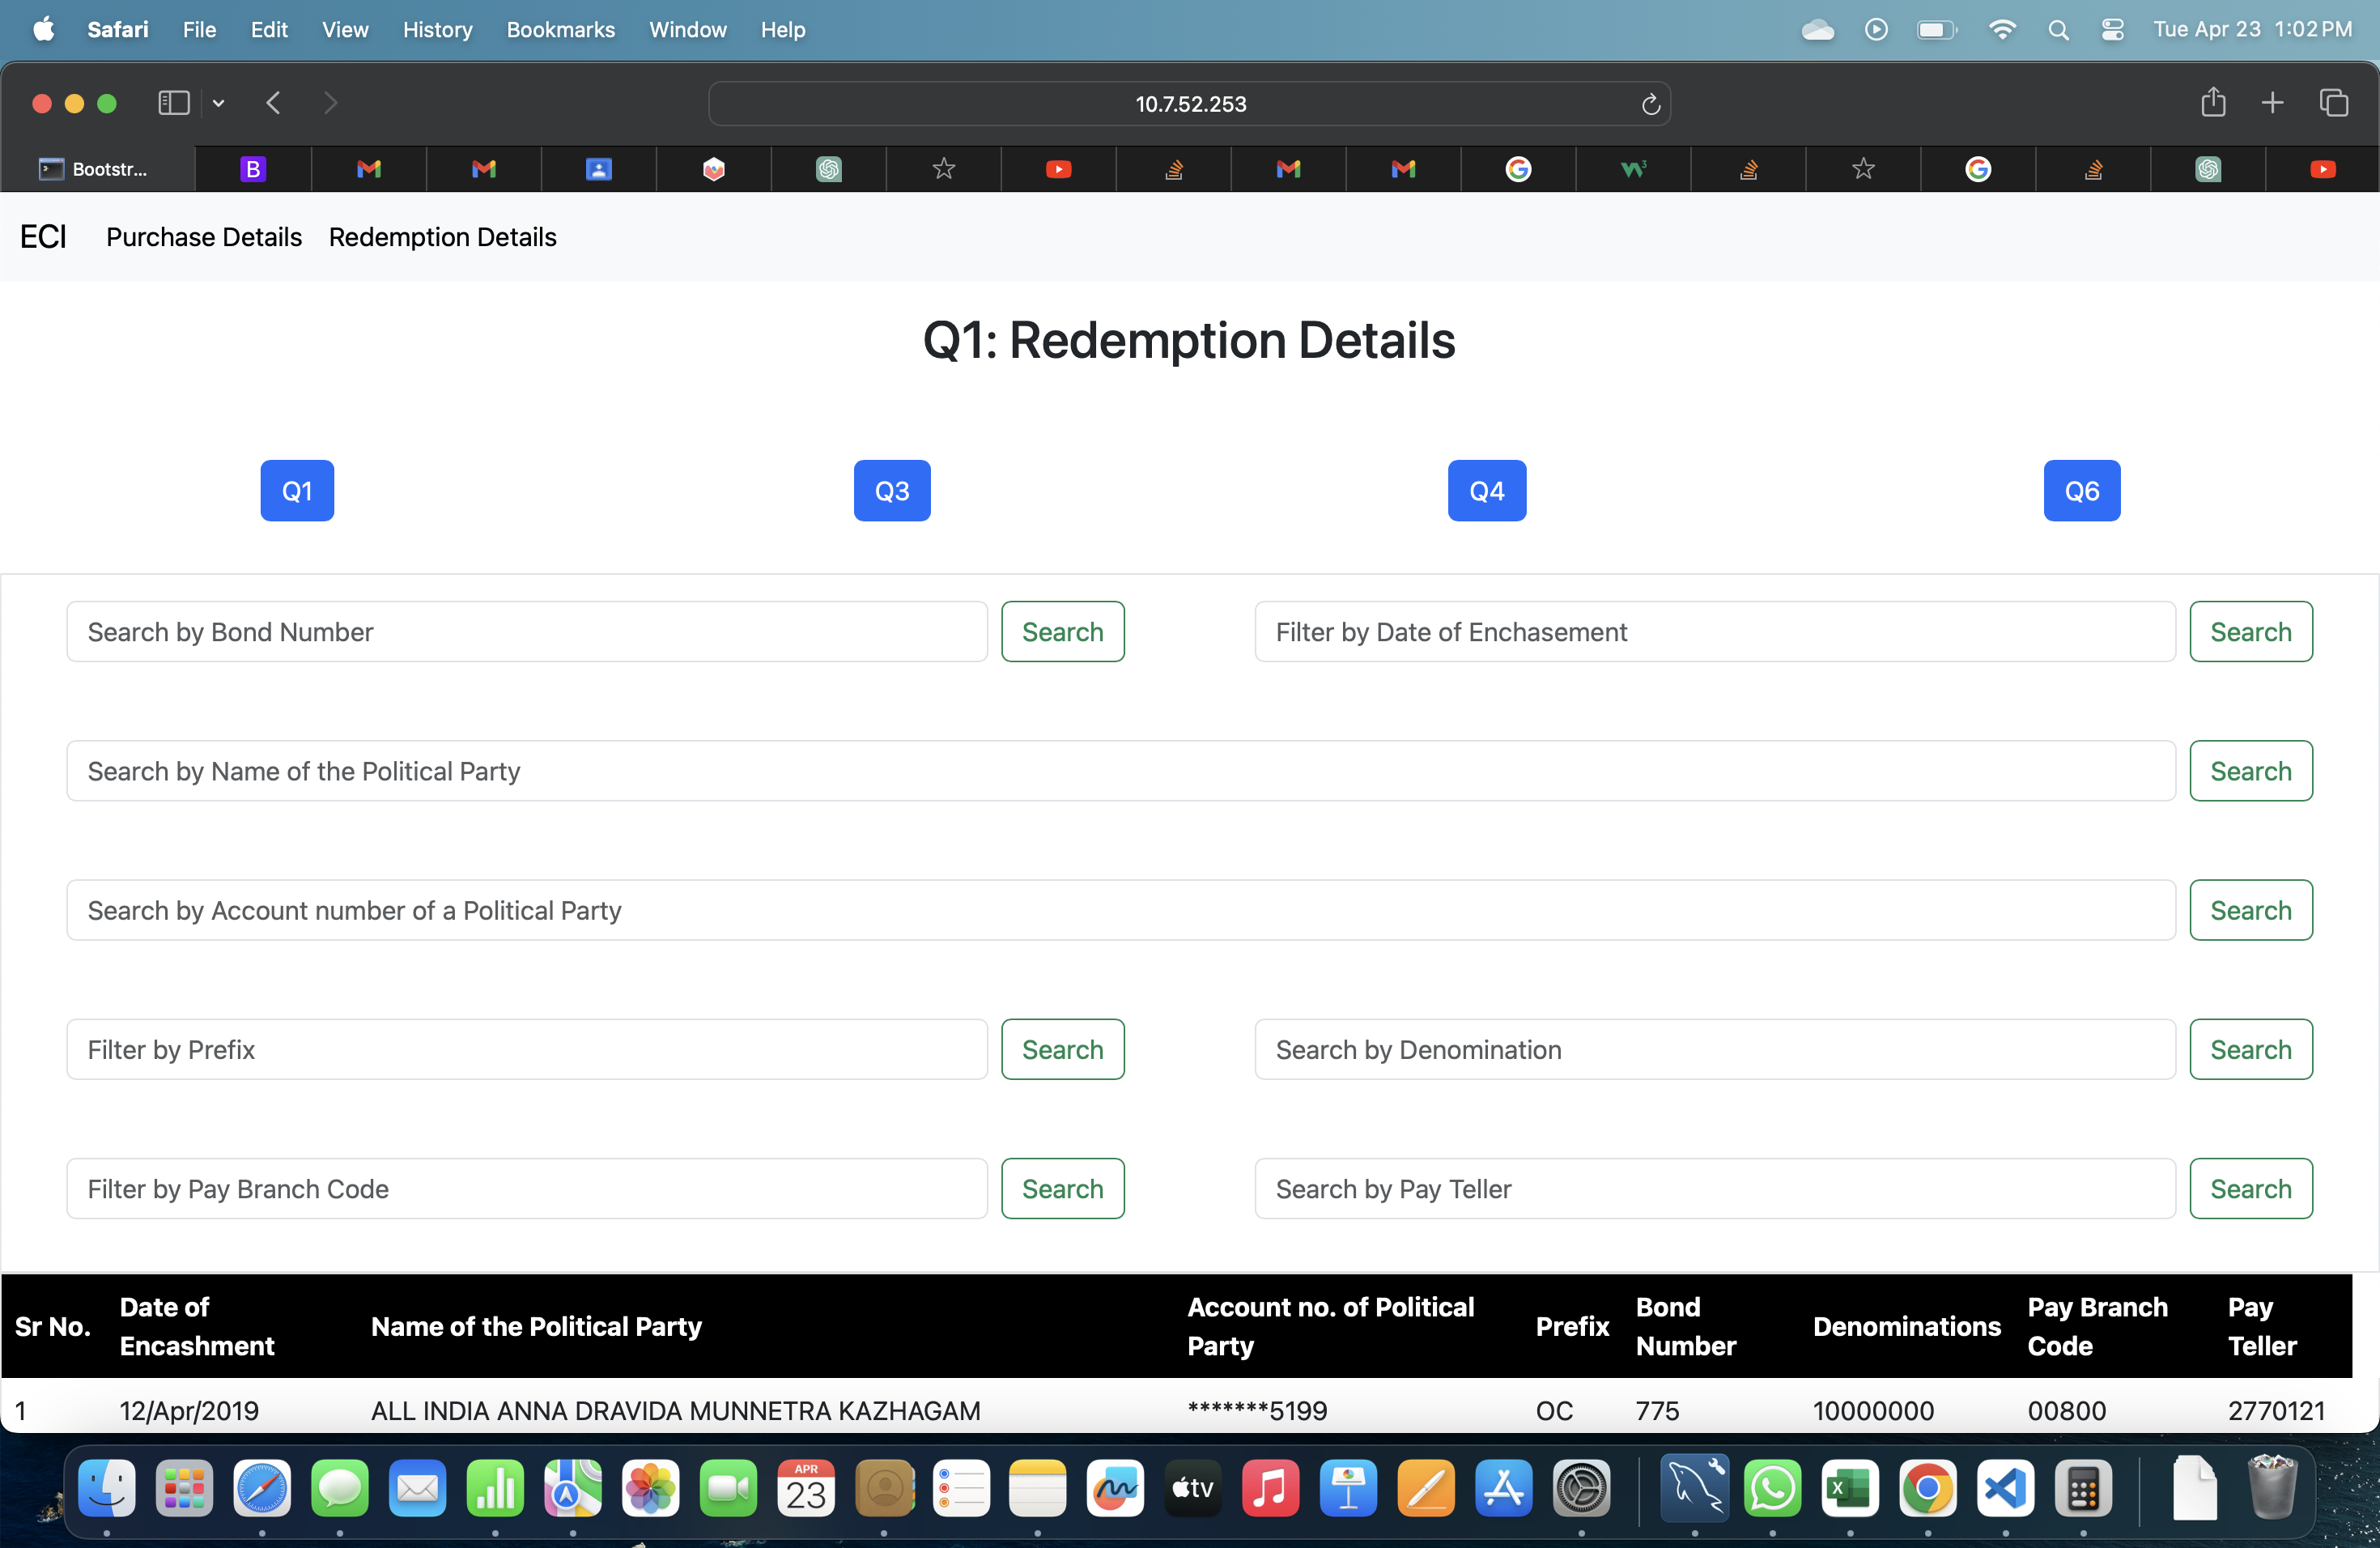 Safari File Edit View History Bookmarks Window Help Tue Apr 23 1:02 PM
10.7.52.253
Bootstr...
ECI Purchase Details Redemption Details
Q1: Redemption Details
Q1 Q3 Q4 Q6
Search by Bond Number Search Filter by Date of Enchasement Search
Search by Name of the Political Party Search
Search by Account number of a Political Party Search
Filter by Prefix Search Search by Denomination Search
Filter by Pay Branch Code Search Search by Pay Teller Search
Sr No. Date of Encashment Name of the Political Party Account no. of Political Party Prefix Bond Number Denominations Pay Branch Code Pay Teller
1 12/Apr/2019 ALL INDIA ANNA DRAVIDA MUNNETRA KAZHAGAM *******5199 OC 775 10000000 00800 2770121
APR
23
tv